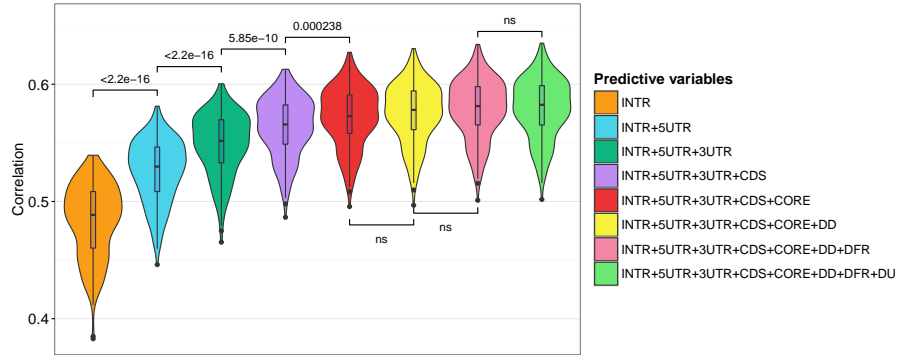 ns
0.000238
5.85e−10
<2.2e−16
<2.2e−16
ns
ns
0.6
0.5
0.4
Correlation
Predictive variables
INTR
INTR+5UTR
INTR+5UTR+3UTR
INTR+5UTR+3UTR+CDS
INTR+5UTR+3UTR+CDS+CORE
INTR+5UTR+3UTR+CDS+CORE+DD
INTR+5UTR+3UTR+CDS+CORE+DD+DFR
INTR+5UTR+3UTR+CDS+CORE+DD+DFR+DU